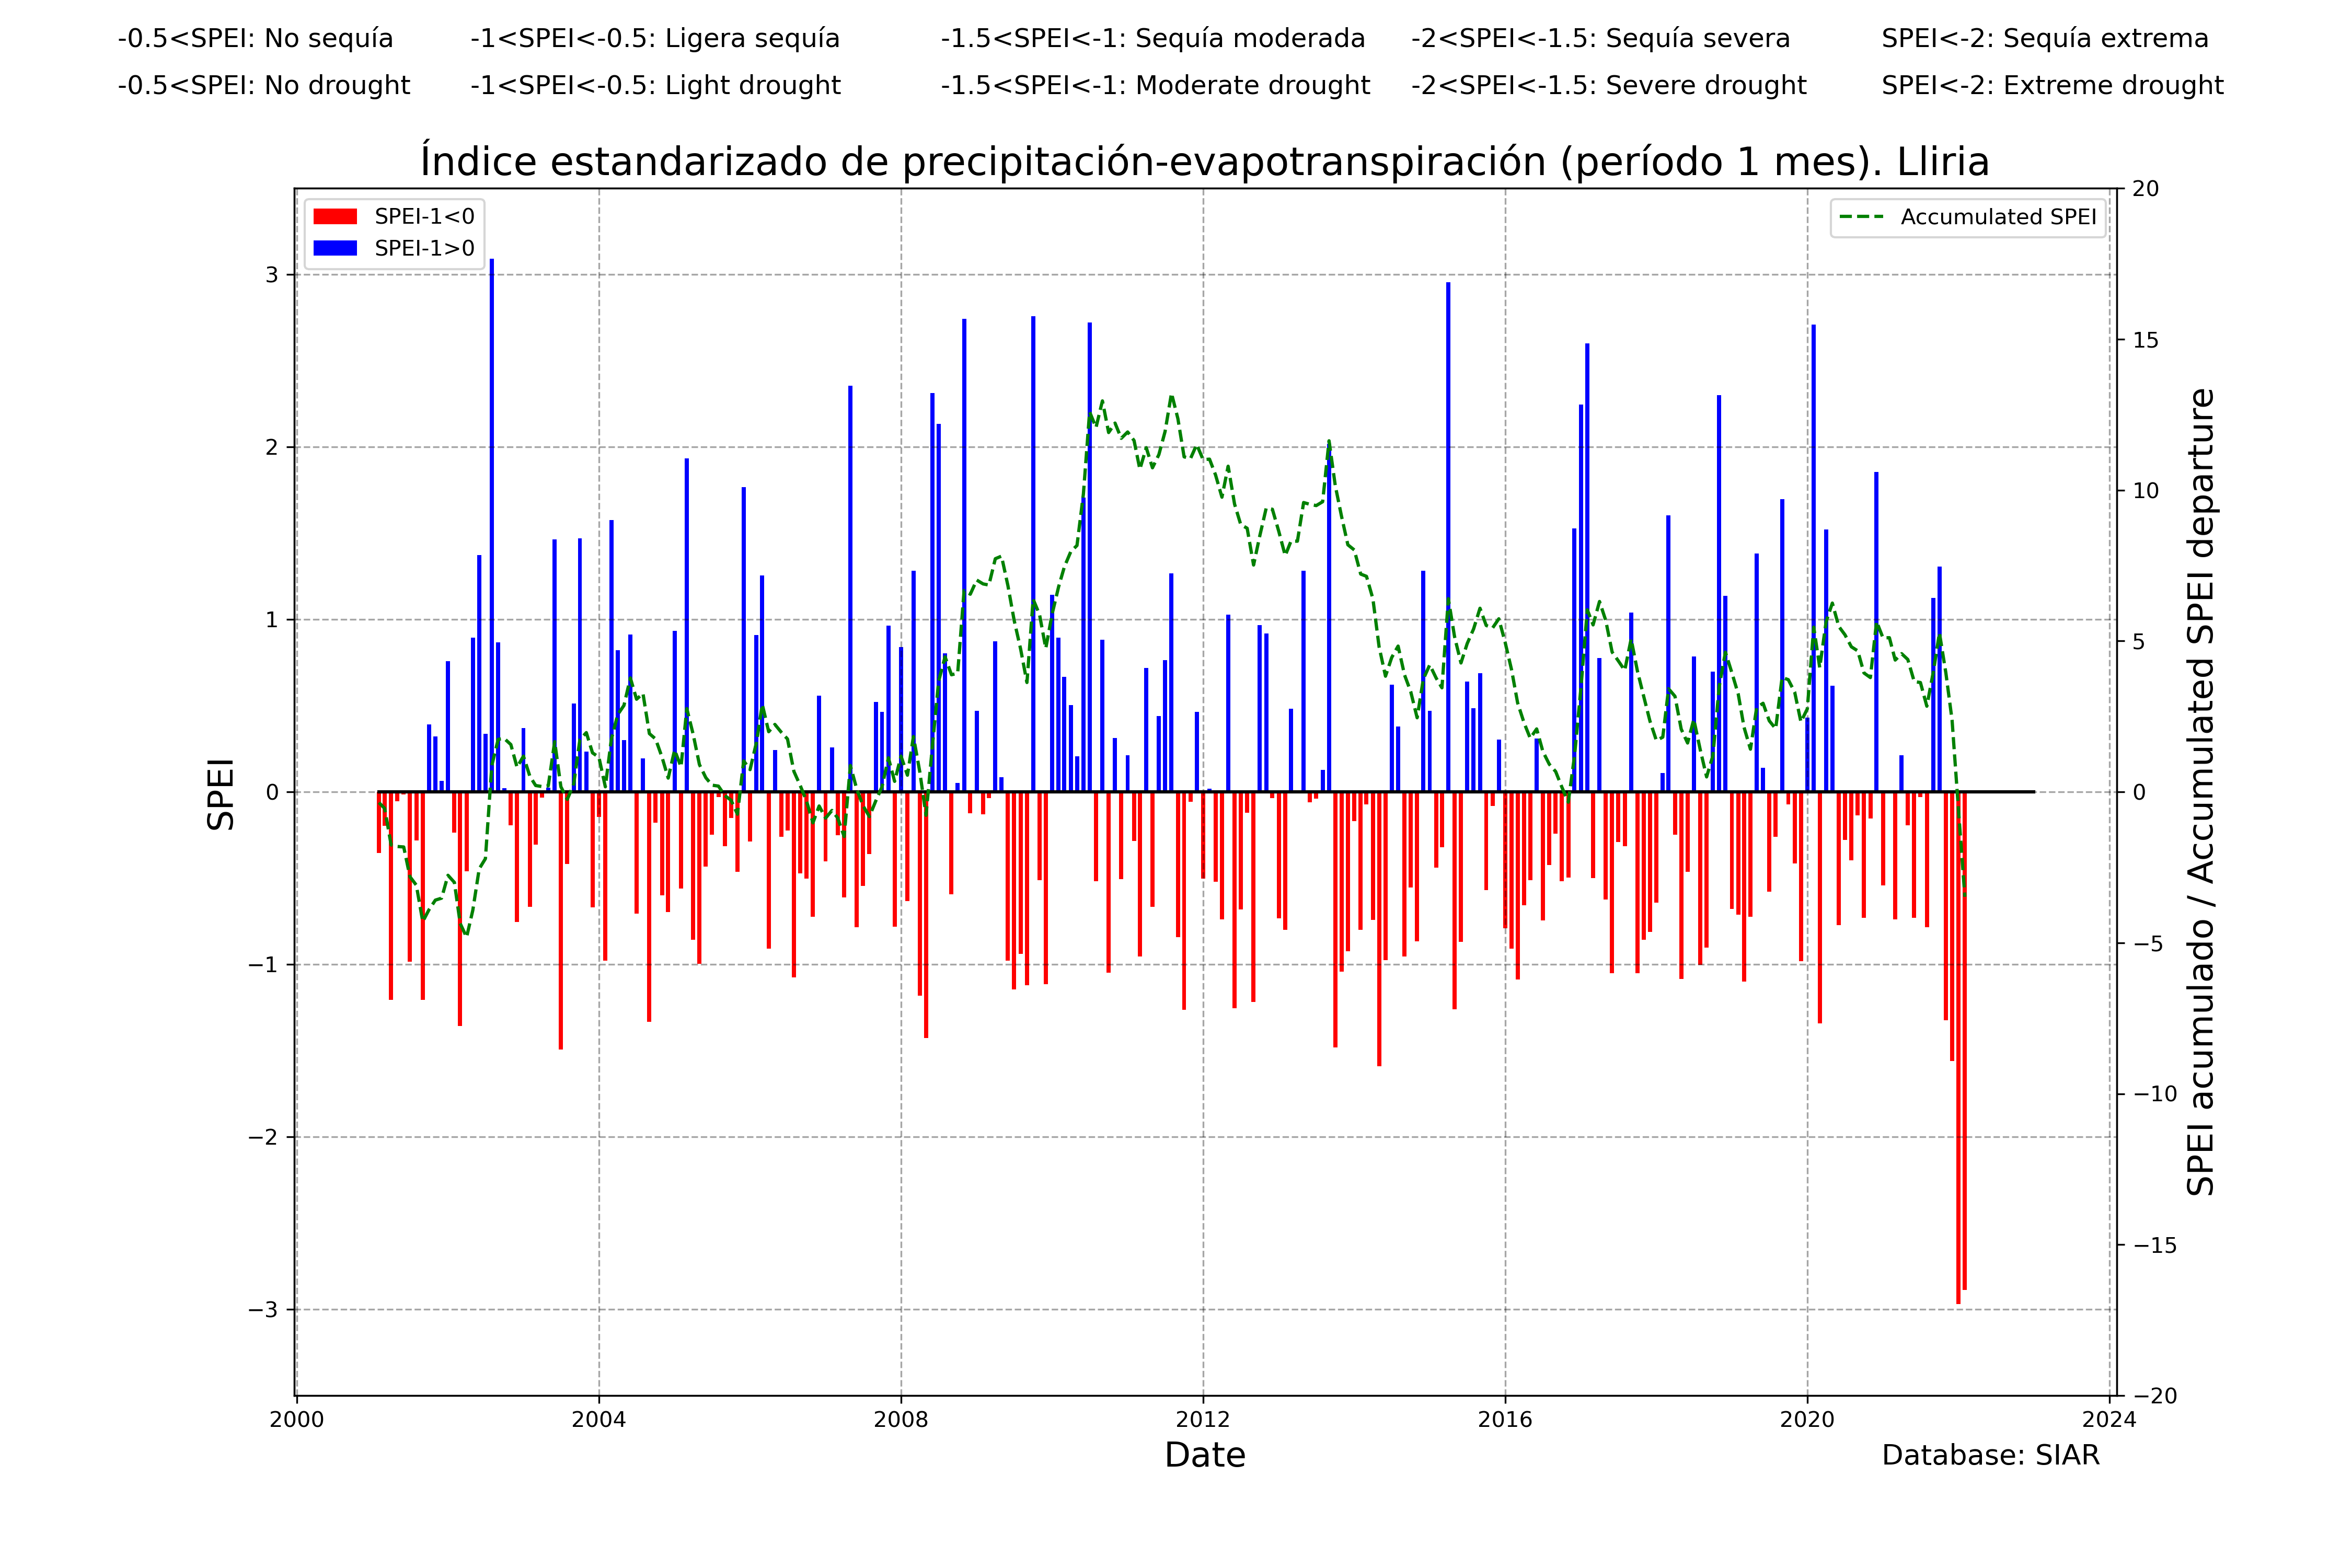 -0.5<SPEI: No sequía -1<SPEI<-0.5: Ligera sequía -1.5<SPEI<-1: Sequía moderada -2<SPEI<-1.5: Sequía severa SPEI<-2: Sequía extrema
-0.5<SPEI: No drought -1<SPEI<-0.5: Light drought -1.5<SPEI<-1: Moderate drought -2<SPEI<-1.5: Severe drought SPEI<-2: Extreme drought
Índice estandarizado de precipitación-evapotranspiración (período 1 mes). Lliria
SPEI-1<0
SPEI-1>0
Accumulated SPEI
SPEI
3
2
1
0
−1
−2
−3
20
15
10
5
0
−5
−10
−15
−20
SPEI acumulado / Accumulated SPEI departure
2000 2004 2008 2012 2016 2020 2024
Date
Database: SIAR